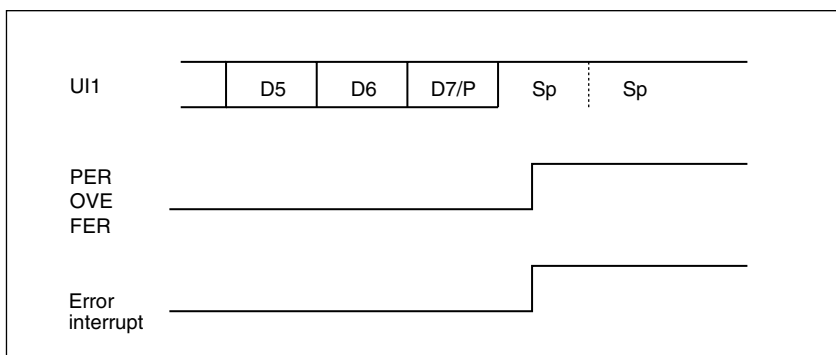 UI1
D5 D6 D7/P Sp Sp
PER
OVE
FER
Error
interrupt